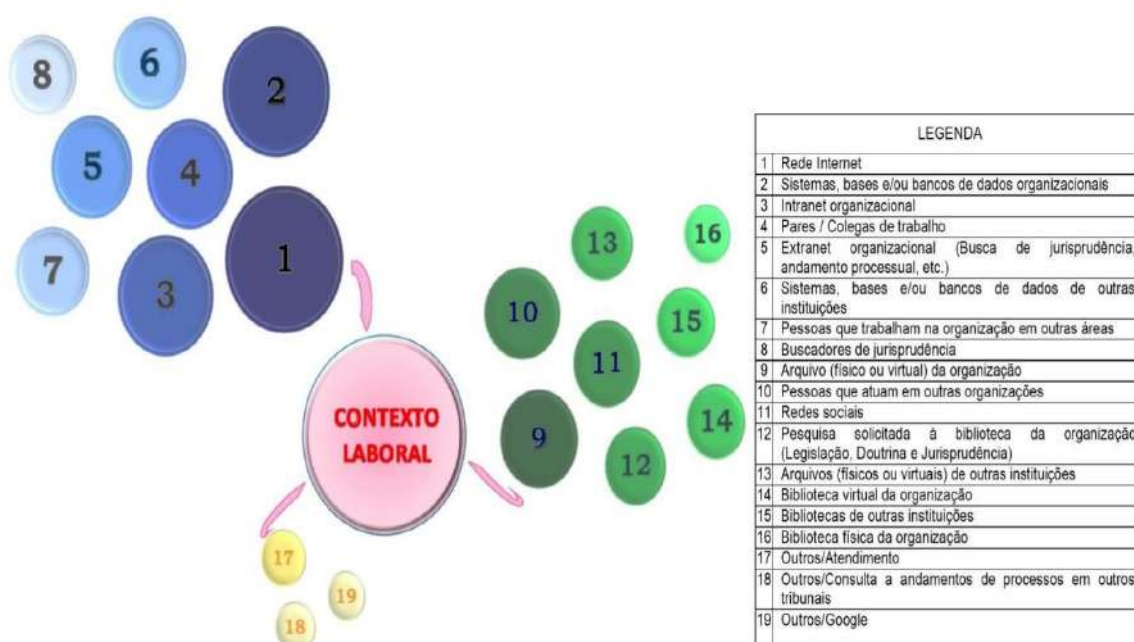 8
6
2
5
4
7
3
1
13
16
10
15
11
9
12
14
CONTEXTO
LABORAL
17
19
18
LEGENDA
1 Rede Internet
2 Sistemas, bases e/ou bancos de dados organizacionais
3 Intranet organizacional
4 Pares / Colegas de trabalho
5 Extranet organizacional (Busca de jurisprudência,
andamento processual, etc.)
6 Sistemas, bases e/ou bancos de dados de outras
instituições
7 Pessoas que trabalham na organização em outras áreas
8 Buscadores de jurisprudência
9 Arquivo (físico ou virtual) da organização
10 Pessoas que atuam em outras organizações
11 Redes sociais
12 Pesquisa solicitada à biblioteca da organização
(Legislação, Doutrina e Jurisprudência)
13 Arquivos (físicos ou virtuais) de outras instituições
14 Biblioteca virtual da organização
15 Bibliotecas de outras instituições
16 Biblioteca física da organização
17 Outros/Atendimento
18 Outros/Consulta a andamentos de processos em outros
tribunais
19 Outros/Google